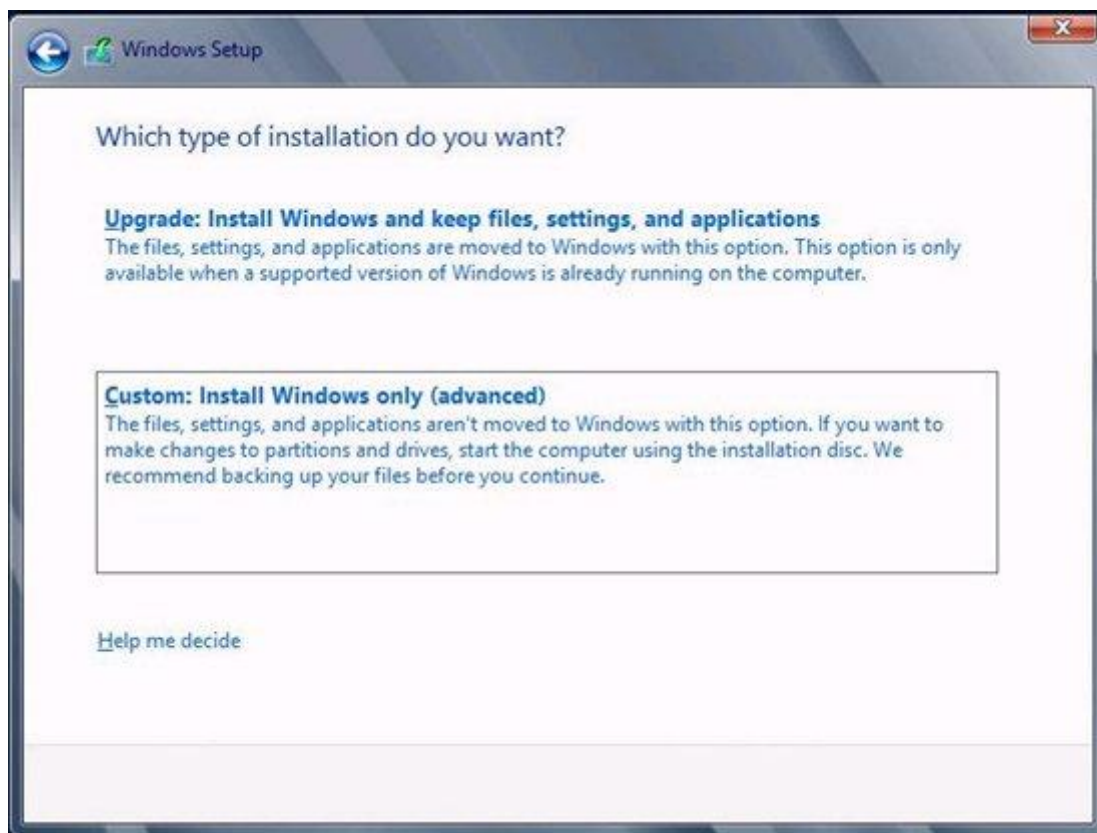 Windows Setup
Which type of installation do you want?
Upgrade: Install Windows and keep files, settings, and applications
The files, settings, and applications are moved to Windows with this option. This option is only
available when a supported version of Windows is already running on the computer.
Custom: Install Windows only (advanced)
The files, settings, and applications aren't moved to Windows with this option. If you want to
make changes to partitions and drives, start the computer using the installation disc. We
recommend backing up your files before you continue.
Help me decide